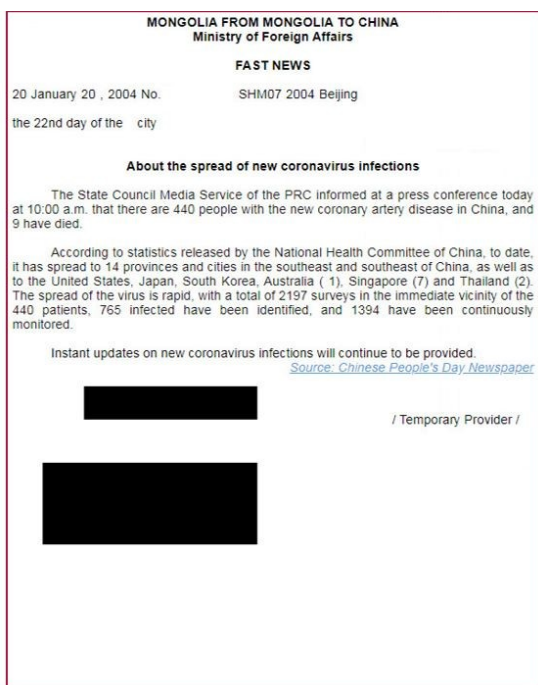 MONGOLIA FROM MONGOLIA TO CHINA
Ministry of Foreign Affairs
FAST NEWS
20 January 20 , 2004 No. SHM07 2004 Beijing
the 22nd day of the city
About the spread of new coronavirus infections
The State Council Media Service of the PRC informed at a press conference today
at 10:00 a.m. that there are 440 people with the new coronary artery disease in China, and
9 have died.
According to statistics released by the National Health Committee of China, to date,
it has spread to 14 provinces and cities in the southeast and southeast of China, as well as
to the United States, Japan, South Korea, Australia ( 1), Singapore (7) and Thailand (2).
The spread of the virus is rapid, with a total of 2197 surveys in the immediate vicinity of the
440 patients, 765 infected have been identified, and 1394 have been continuously
monitored.
Instant updates on new coronavirus infections will continue to be provided.
Source: Chinese People's Day Newspaper
/ Temporary Provider /